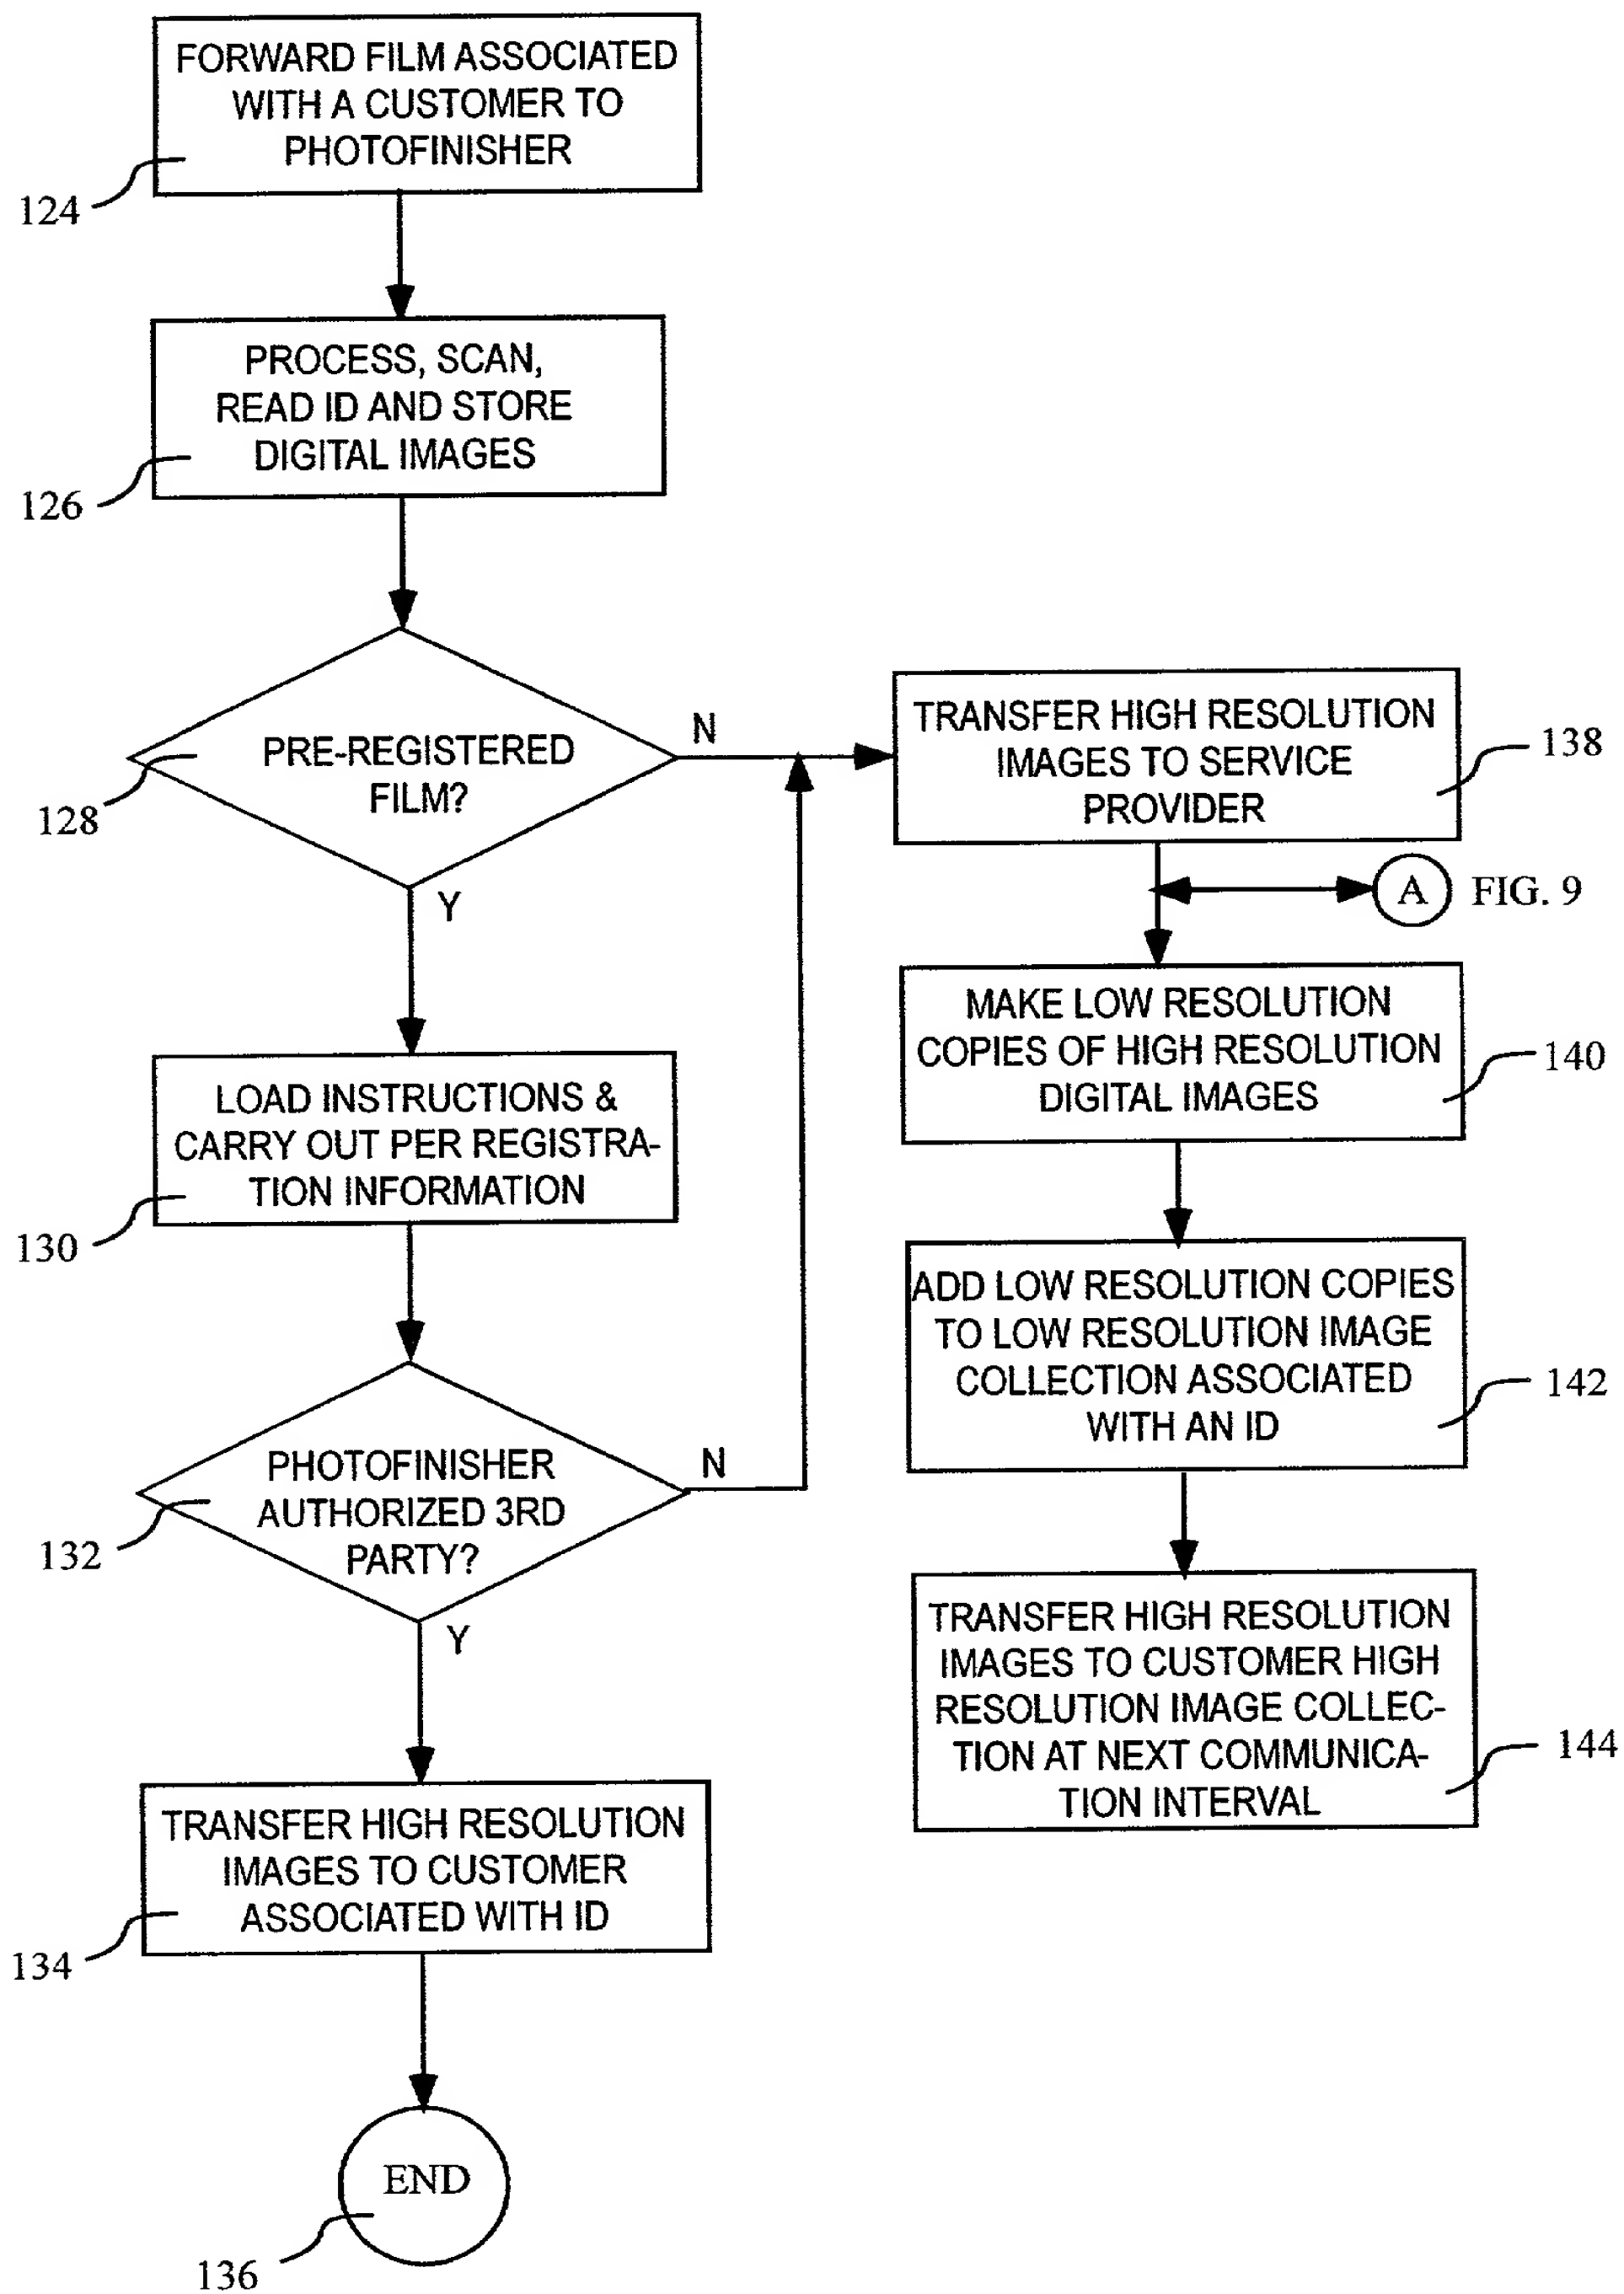 FORWARD FILM ASSOCIATED
WITH A CUSTOMER TO
PHOTOFINISHER
124
PROCESS, SCAN,
READ ID AND STORE
DIGITAL IMAGES
126
PRE-REGISTERED
FILM?
128
N
Y
LOAD INSTRUCTIONS &
CARRY OUT PER REGISTRA-
TION INFORMATION
130
PHOTOFINISHER
AUTHORIZED 3RD
PARTY?
132
N
Y
TRANSFER HIGH RESOLUTION
IMAGES TO CUSTOMER
ASSOCIATED WITH ID
134
END
136
TRANSFER HIGH RESOLUTION
IMAGES TO SERVICE
PROVIDER
138
A FIG. 9
MAKE LOW RESOLUTION
COPIES OF HIGH RESOLUTION
DIGITAL IMAGES
140
ADD LOW RESOLUTION COPIES
TO LOW RESOLUTION IMAGE
COLLECTION ASSOCIATED
WITH AN ID
142
TRANSFER HIGH RESOLUTION
IMAGES TO CUSTOMER HIGH
RESOLUTION IMAGE COLLEC-
TION AT NEXT COMMUNICA-
TION INTERVAL
144